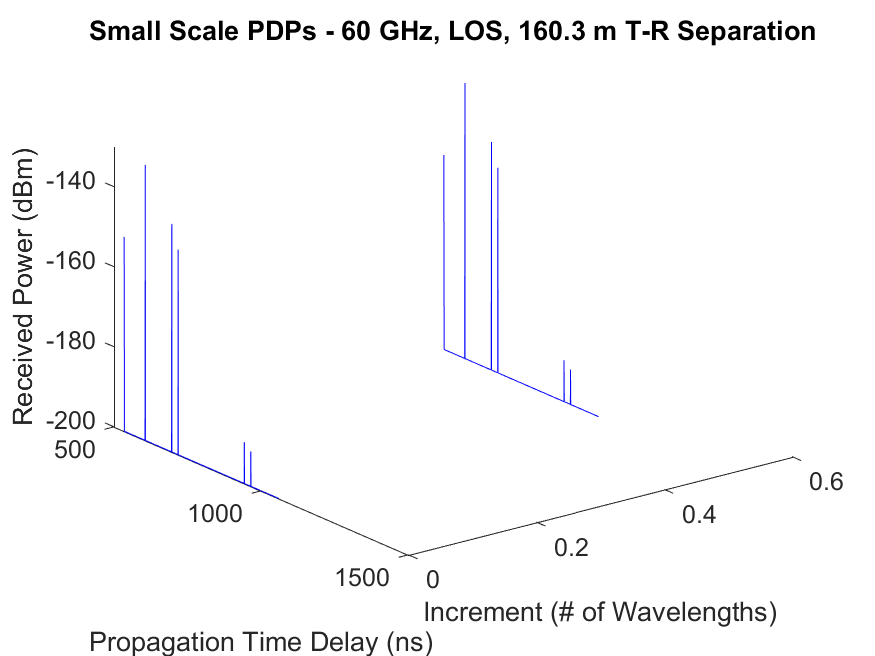 Small Scale PDPs - 60 GHz, LOS, 160.3 m T-R Separation
Received Power (dBm)
-140
-160
-180
-200
500
1000
1500
0
0.2
0.4
0.6
Increment (# of Wavelengths)
Propagation Time Delay (ns)